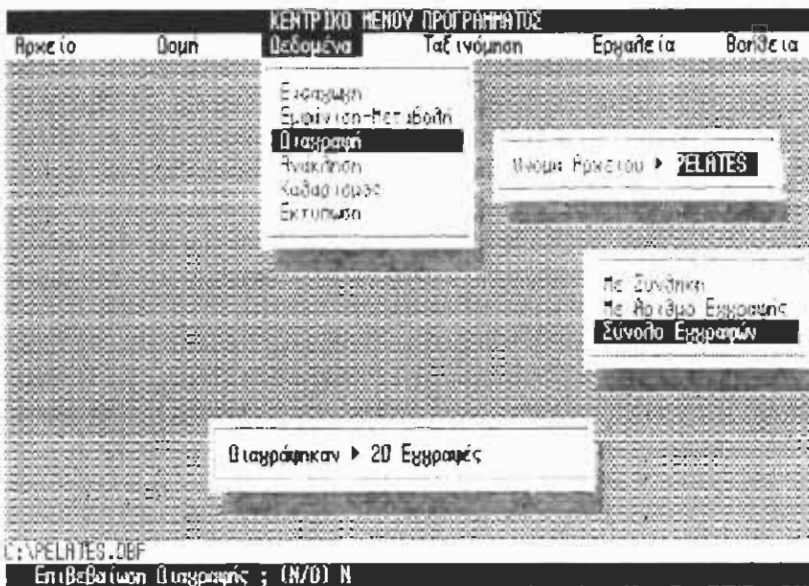 ΚΕΝΤΡΙΚΟ ΜΕΝΟΥ ΠΡΟΓΡΑΜΜΑΤΟΣ
Αρχείο Δομή Δεδομένα Ταξινόμηση Εργαλεία Βοήθεια
Εισαγωγή
Εμφάνιση-Μεταβολή
Διαγραφή
Ανάκληση
Καθαρισμός
Εκτύπωση
Όνομα Αρχείου ▶ PELATES
Με Συνθήκη
Με Αριθμό Εγγραφής
Σύνολο Εγγραφών
Διαγράφηκαν ▶ 20 Εγγραφές
C:\PELATES.DBF
Επιβεβαίωση Διαγραφής ; (Ν/Ο) Ν